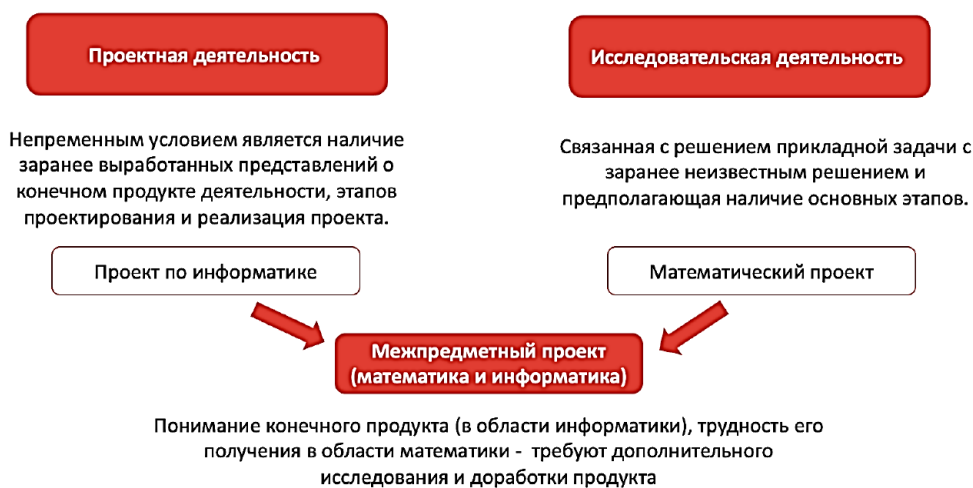 Проектная деятельность
Исследовательская деятельность
Непременным условием является наличие
заранее выработанных представлений о
конечном продукте деятельности, этапов
проектирования и реализация проекта.
Связанная с решением прикладной задачи с
заранее неизвестным решением и
предполагающая наличие основных этапов.
Проект по информатике
Математический проект
Межпредметный проект
(математика и информатика)
Понимание конечного продукта (в области информатики), трудность его
получения в области математики - требуют дополнительного
исследования и доработки продукта